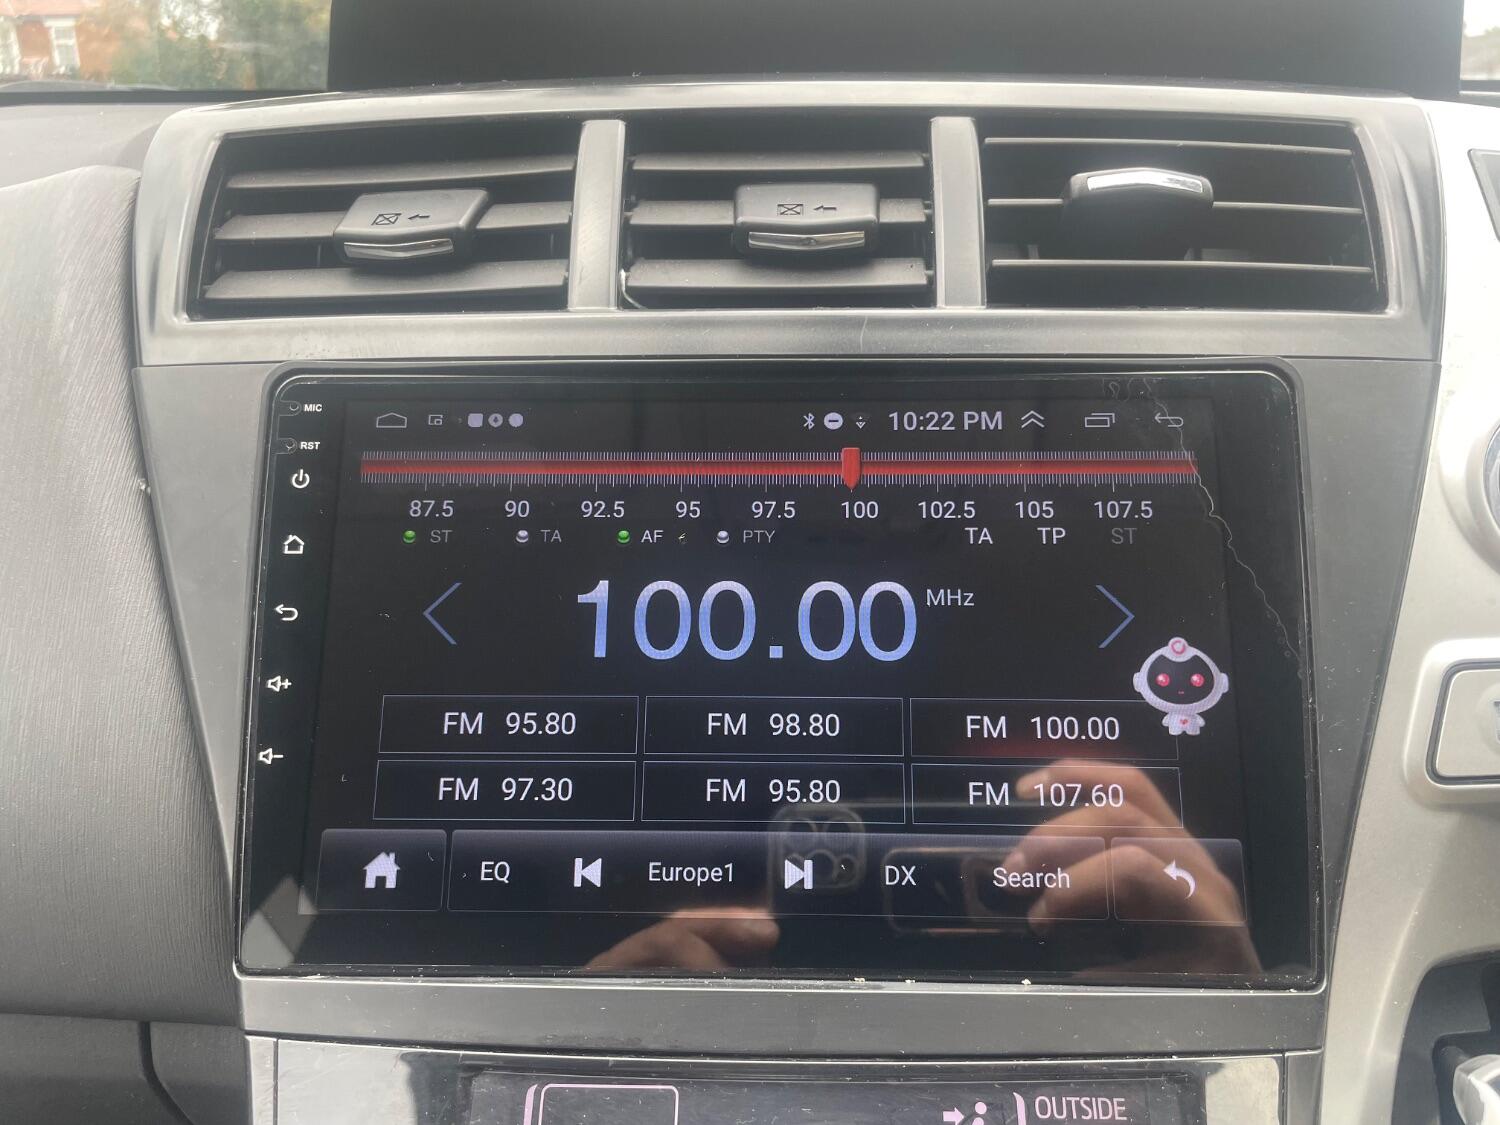 MIC
10:22 PM
RST
87.5 90 92.5 95 97.5 100 102.5 105 107.5
ST TA AF PTY TA TP ST
100.00 MHz
FM 95.80 FM 98.80 FM 100.00
FM 97.30 FM 95.80 FM 107.60
EQ Europe1 DX Search
OUTSIDE